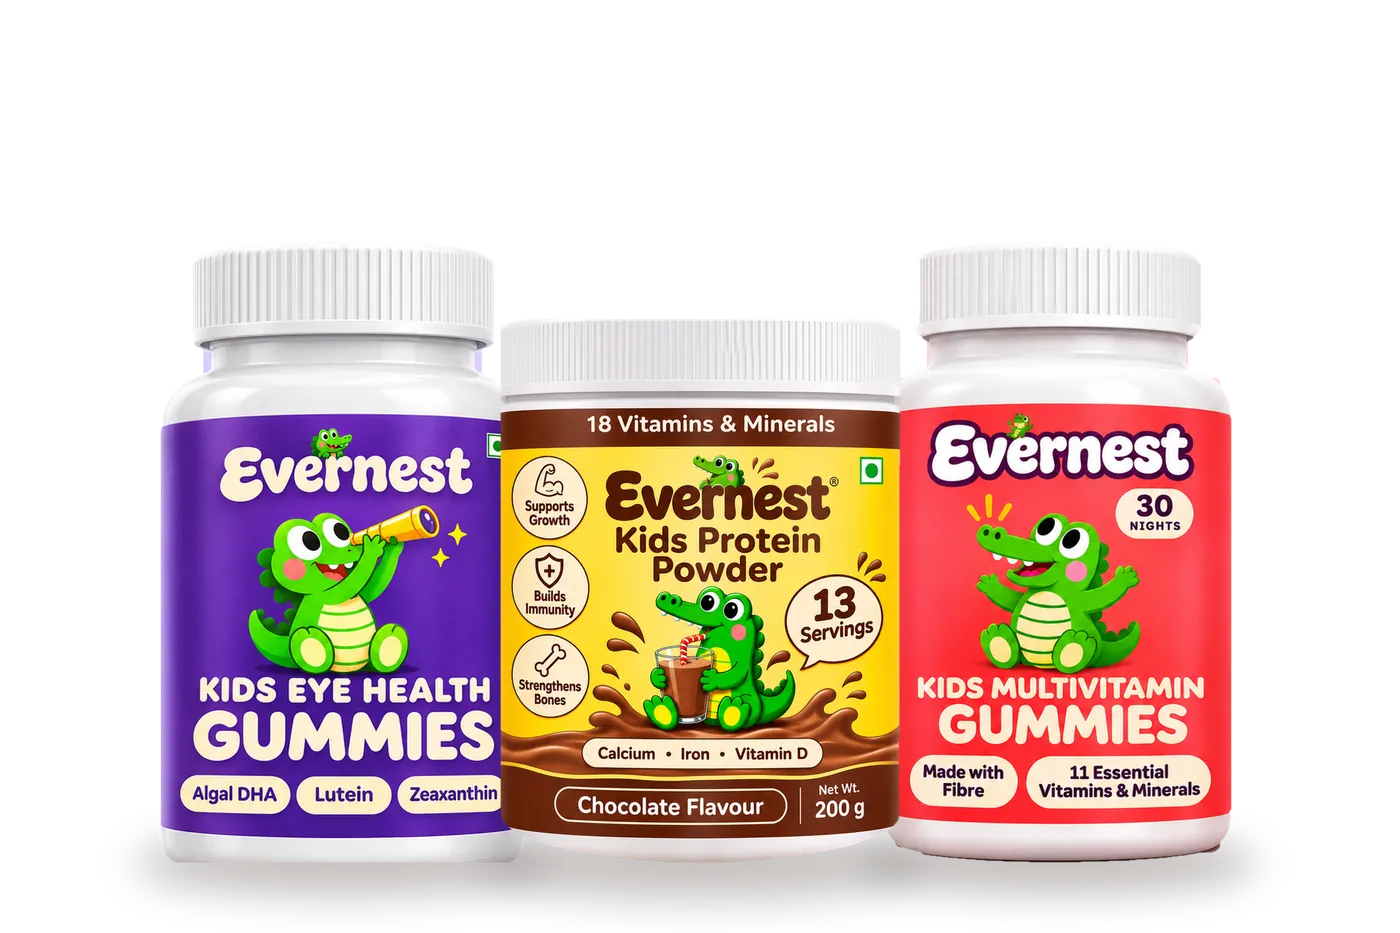 Evernest
KIDS EYE HEALTH
GUMMIES
Algal DHA
Lutein
Zeaxanthin
18 Vitamins & Minerals
Evernest®
Kids Protein
Powder
Supports
Growth
Builds
Immunity
Strengthens
Bones
13
Servings
Calcium • Iron • Vitamin D
Chocolate Flavour
Net Wt.
200 g
Evernest
30
NIGHTS
KIDS MULTIVITAMIN
GUMMIES
Made with
Fibre
11 Essential
Vitamins & Minerals